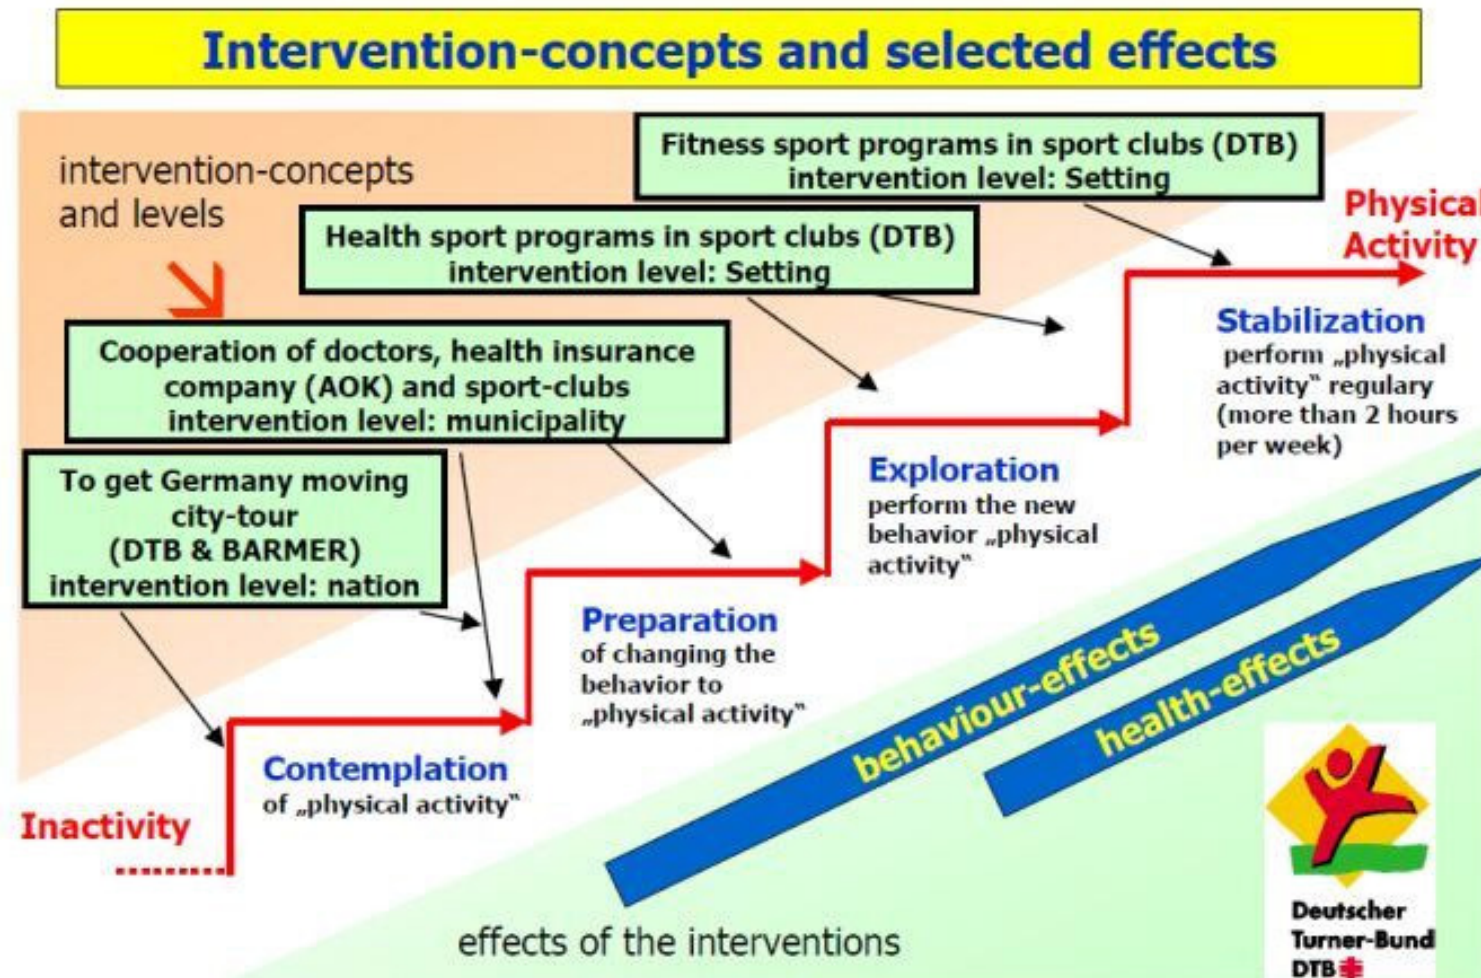 Intervention-concepts and selected effects
intervention-concepts
and levels
Fitness sport programs in sport clubs (DTB)
intervention level: Setting
Physical
Activity
Health sport programs in sport clubs (DTB)
intervention level: Setting
Cooperation of doctors, health insurance
company (AOK) and sport-clubs
intervention level: municipality
To get Germany moving
city-tour
(DTB & BARMER)
intervention level: nation
Stabilization
perform „physical
activity“ regulary
(more than 2 hours
per week)
Exploration
perform the new
behavior „physical
activity“
Preparation
of changing the
behavior to
„physical activity“
Contemplation
of „physical activity“
Inactivity
behaviour-effects
health-effects
effects of the interventions
Deutscher
Turner-Bund
DTB